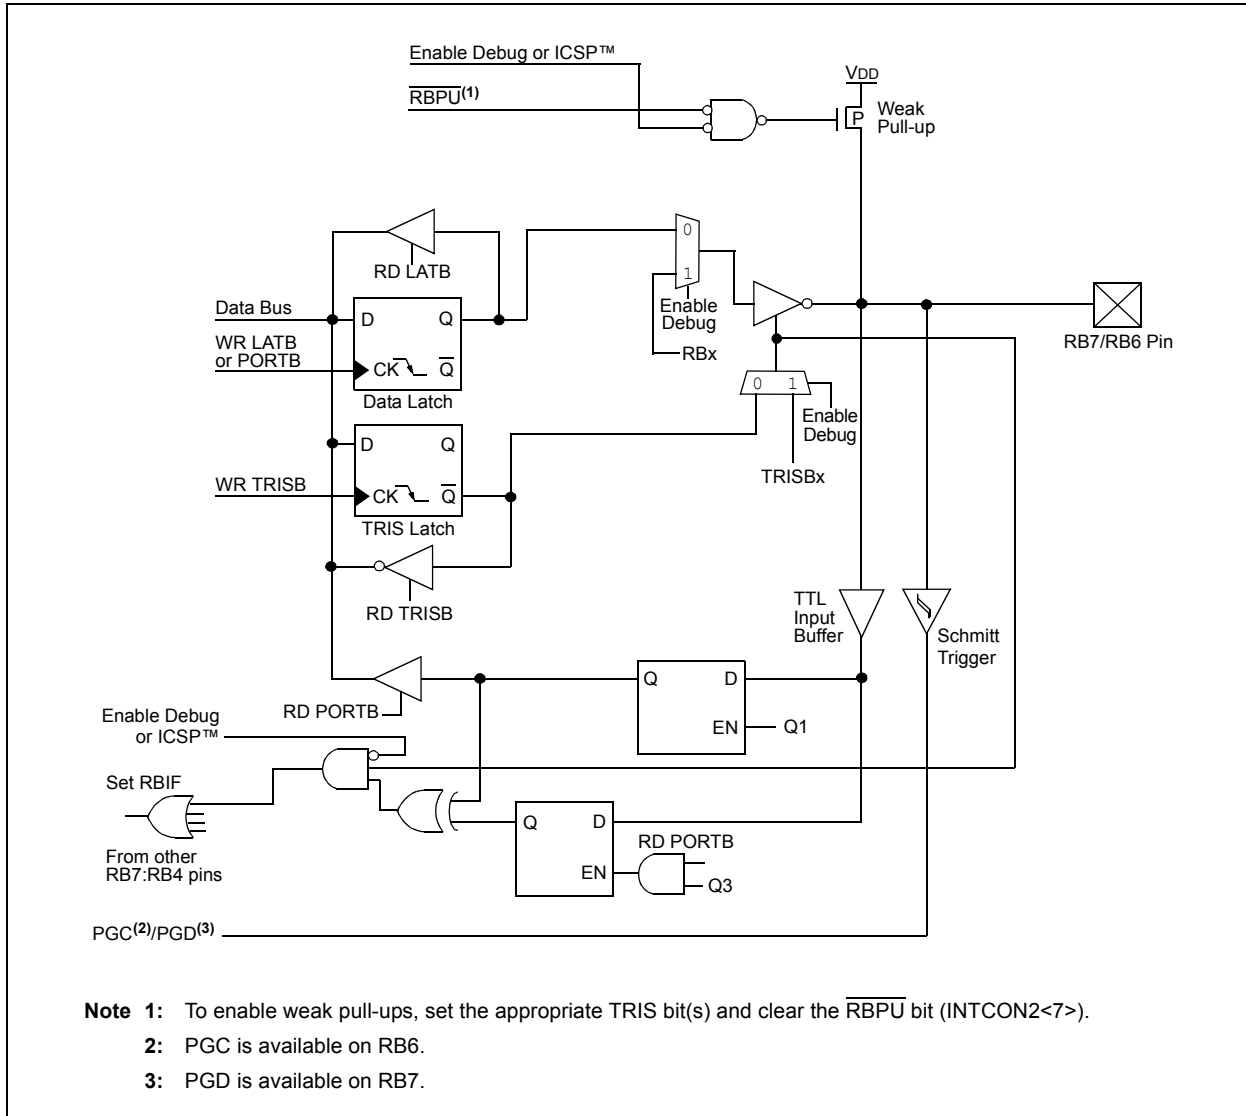 Enable Debug or ICSP™
RBPU(1)
VDD
P
Weak
Pull-up
0
1
RD LATB
Enable
Debug
RBx
Data Bus
D
Q
WR LATB
or PORTB
CK
Q
Data Latch
RB7/RB6 Pin
0
1
Enable
Debug
D
Q
TRISBx
WR TRISB
CK
Q
TRIS Latch
RD TRISB
TTL
Input
Buffer
Schmitt
Trigger
Q
D
RD PORTB
Enable Debug
or ICSP™
EN
Q1
Set RBIF
Q
D
RD PORTB
From other
RB7:RB4 pins
EN
Q3
PGC(2)/PGD(3)
Note 1: To enable weak pull-ups, set the appropriate TRIS bit(s) and clear the RBPU bit (INTCON2<7>).
2: PGC is available on RB6.
3: PGD is available on RB7.